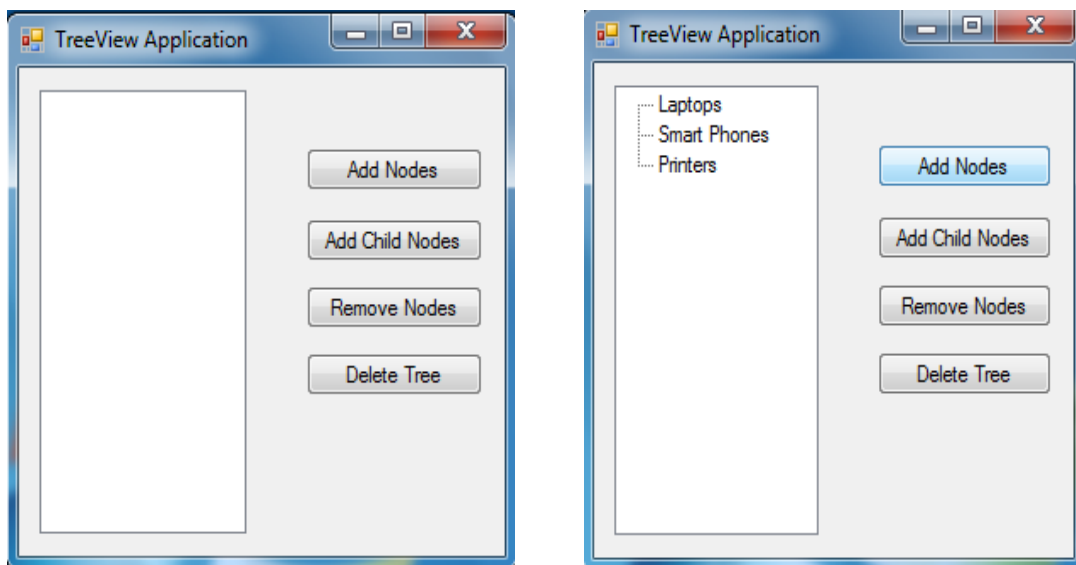 TreeView Application
Add Nodes
Add Child Nodes
Remove Nodes
Delete Tree
TreeView Application
Laptops
Smart Phones
Printers
Add Nodes
Add Child Nodes
Remove Nodes
Delete Tree